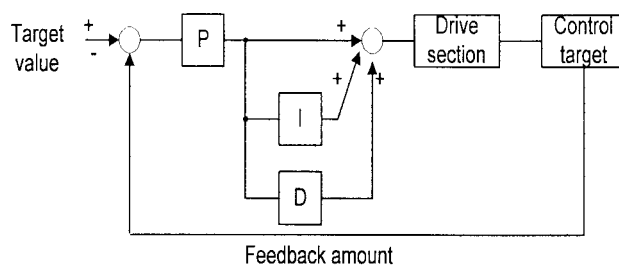 Target
value
+
-
P
I
D
+
+
+
Drive
section
Control
target
Feedback amount